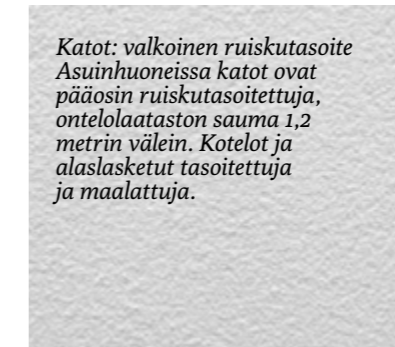 Katot: valkoinen ruiskutasoite
Asuinhuoneissa katot ovat
pääosin ruiskutasoitettuja,
ontelolaataston sauma 1,2
metrin välein. Kotelot ja
alaslasketut tasoitettuja
ja maalattuja.